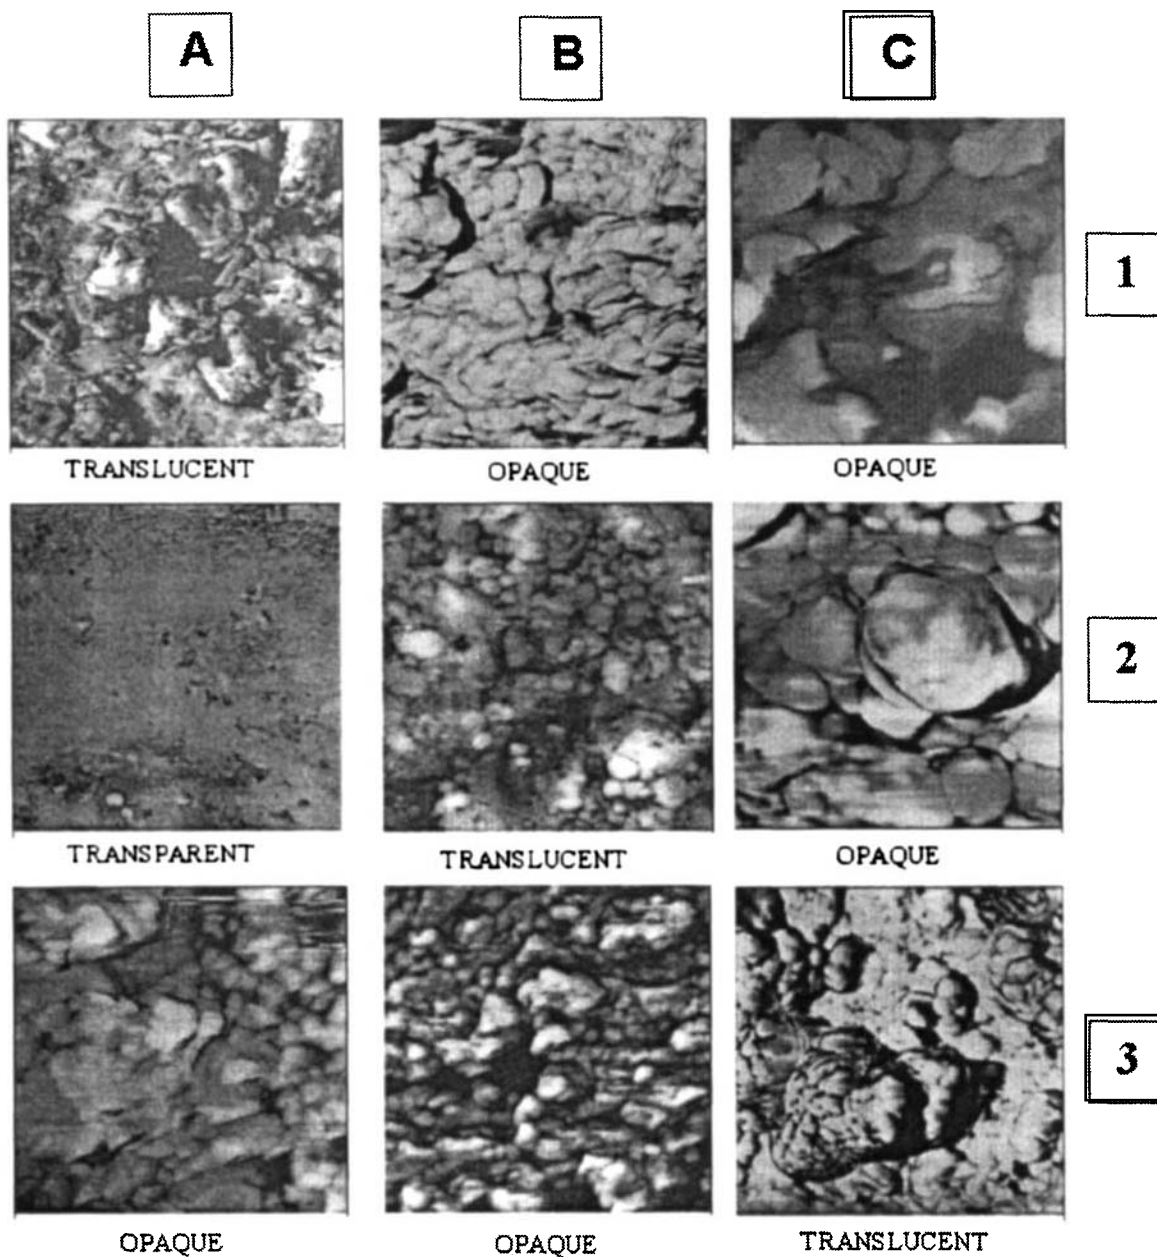 A B C
1
TRANSLUCENT OPAQUE OPAQUE
2
TRANSPARENT TRANSLUCENT OPAQUE
3
OPAQUE OPAQUE TRANSLUCENT